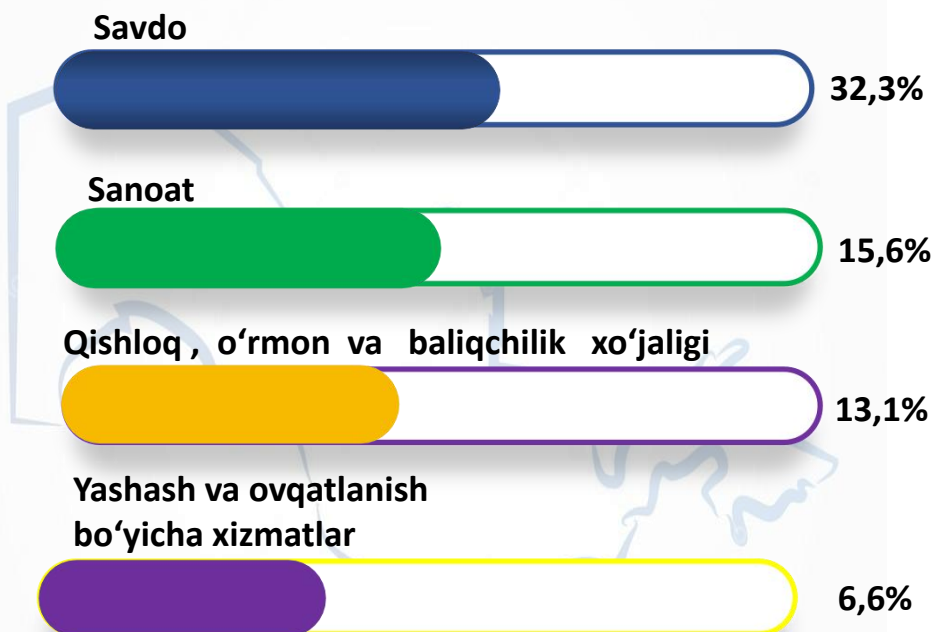 Savdo
32,3%
Sanoat
15,6%
Qishloq , o‘rmon va baliqchilik xo‘jaligi
13,1%
Yashash va ovqatlanish
bo‘yicha xizmatlar
6,6%